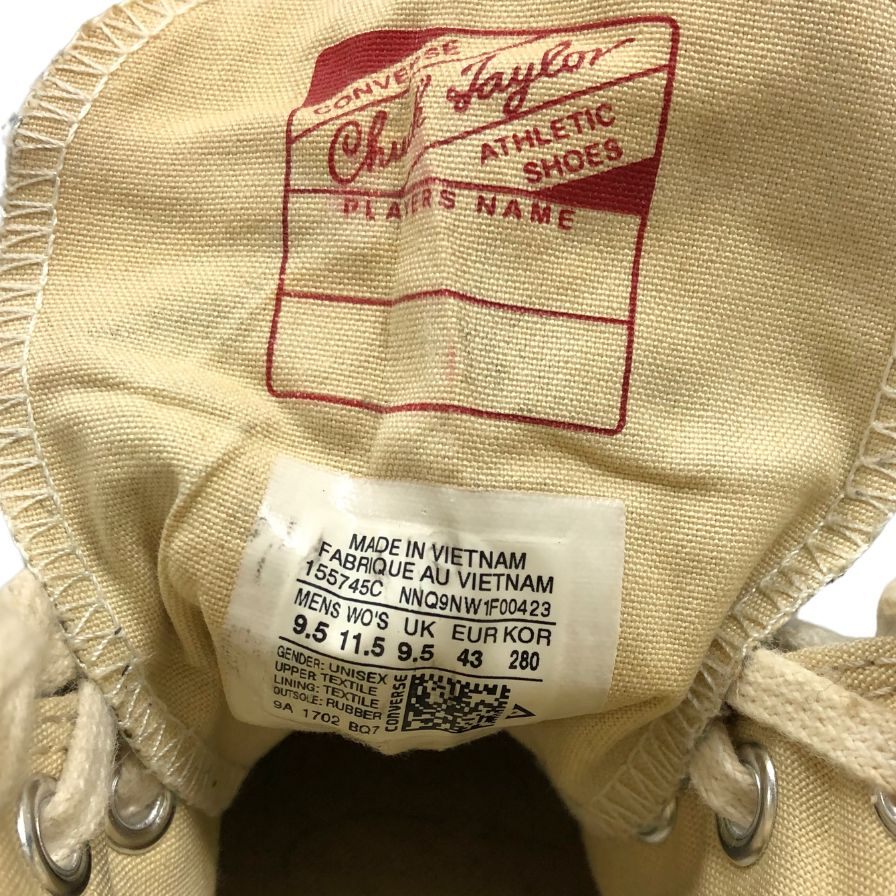 CONVERSE
Chuck Taylor
ATHLETIC
SHOES
PLAYERS NAME
MADE IN VIETNAM
FABRIQUE AU VIETNAM
155745C NNQ9NW1F00423
MENS WO'S UK EUR KOR
9.5 11.5 9.5 43 280
GENDER: UNISEX
UPPER TEXTILE
LINING: TEXTILE
OUTSOLE: RUBBER
9A 1702 BQ7
CONVERSE